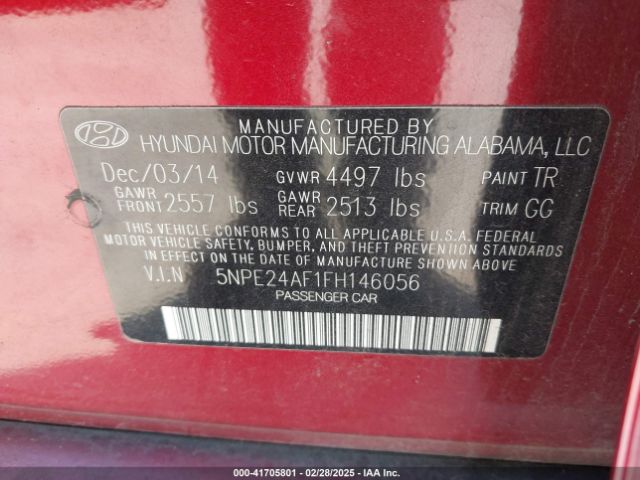 MANUFACTURED BY
HYUNDAI MOTOR MANUFACTURING ALABAMA, LLC
Dec/03/14 GVWR 4497 lbs PAINT TR
GAWR FRONT 2557 lbs GAWR REAR 2513 lbs TRIM GG
THIS VEHICLE CONFORMS TO ALL APPLICABLE U.S. FEDERAL
MOTOR VEHICLE SAFETY, BUMPER, AND THEFT PREVENTION STANDARDS
IN EFFECT ON THE DATE OF MANUFACTURE SHOWN ABOVE.
V.I.N 5NPE24AF1FH146056
PASSENGER CAR
000-41705801 | 02/28/2025 | IAA Inc.